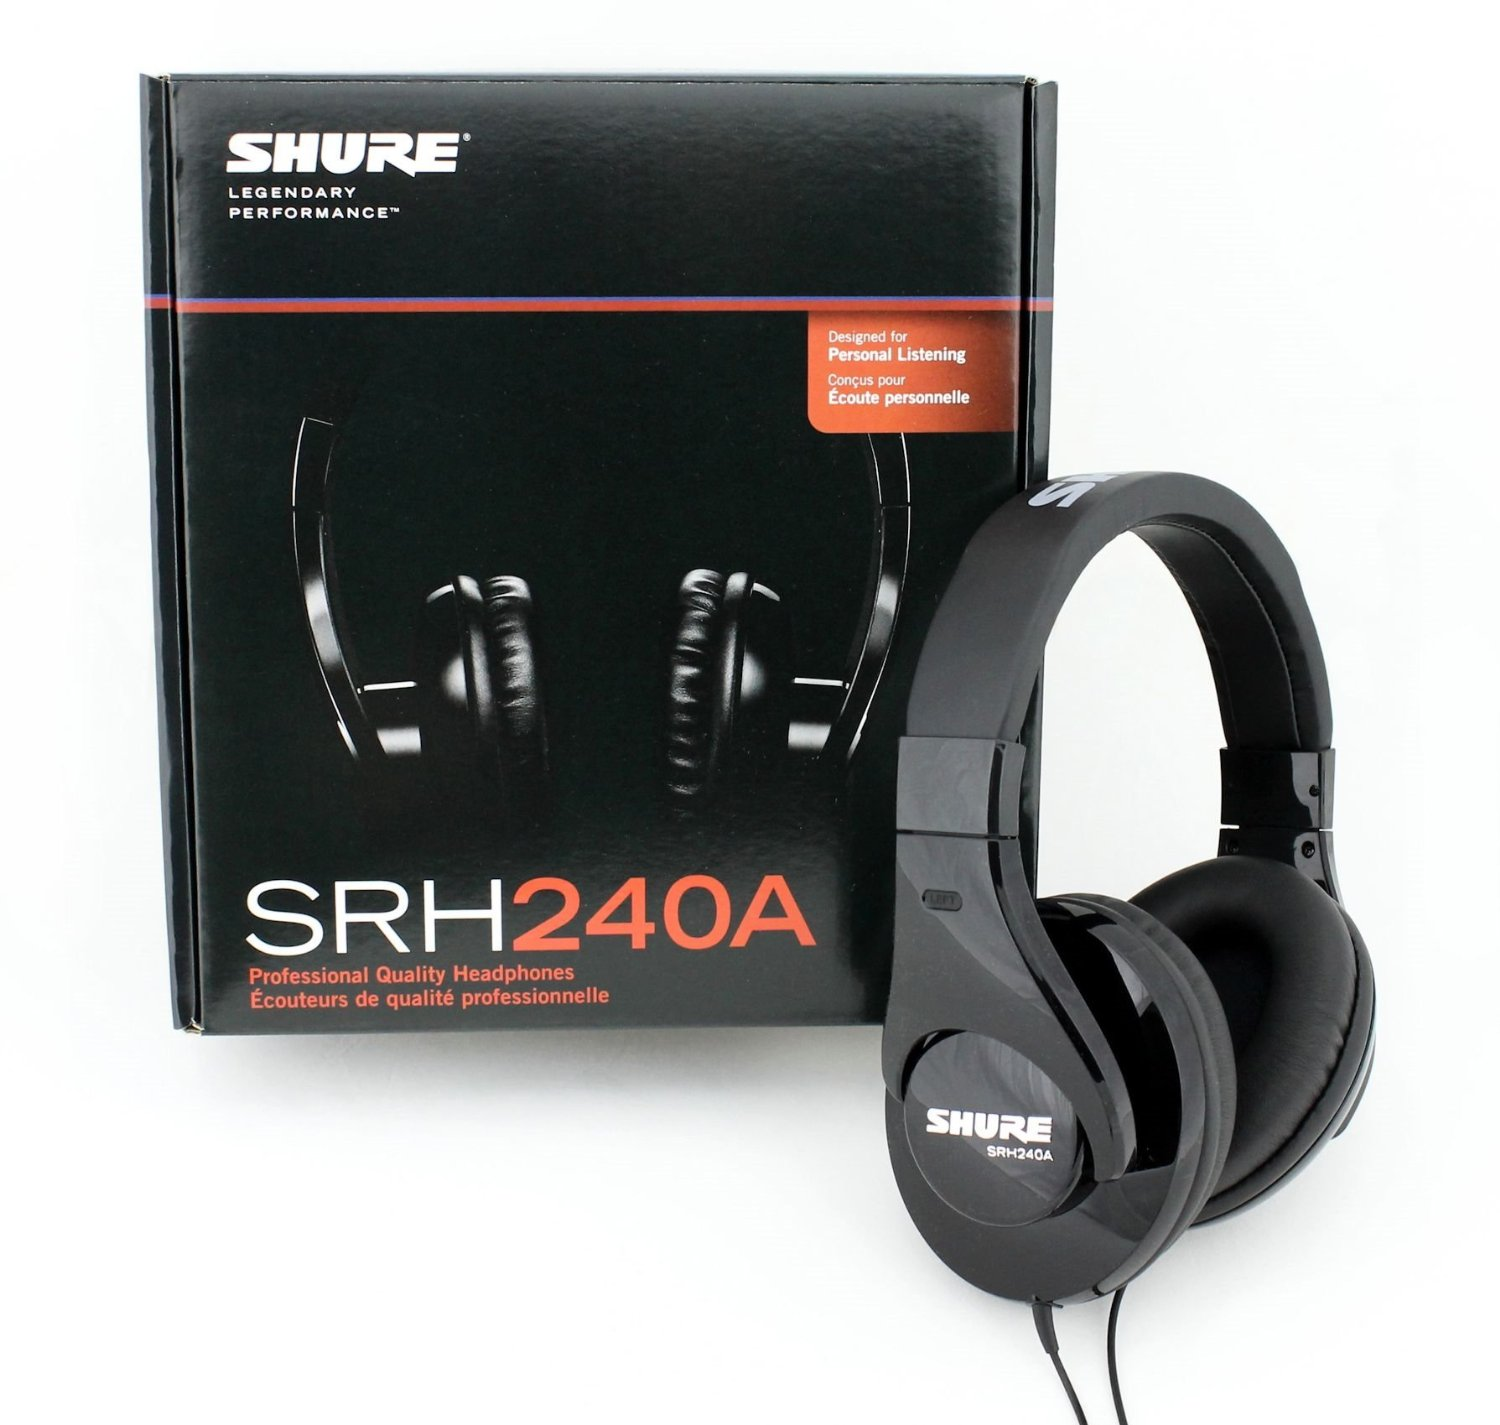 SHURE®
LEGENDARY
PERFORMANCE™
Designed for
Personal Listening
Conçus pour
Écoute personnelle
SRH240A
Professional Quality Headphones
Écouteurs de qualité professionnelle
LEFT
SHURE
SRH240A